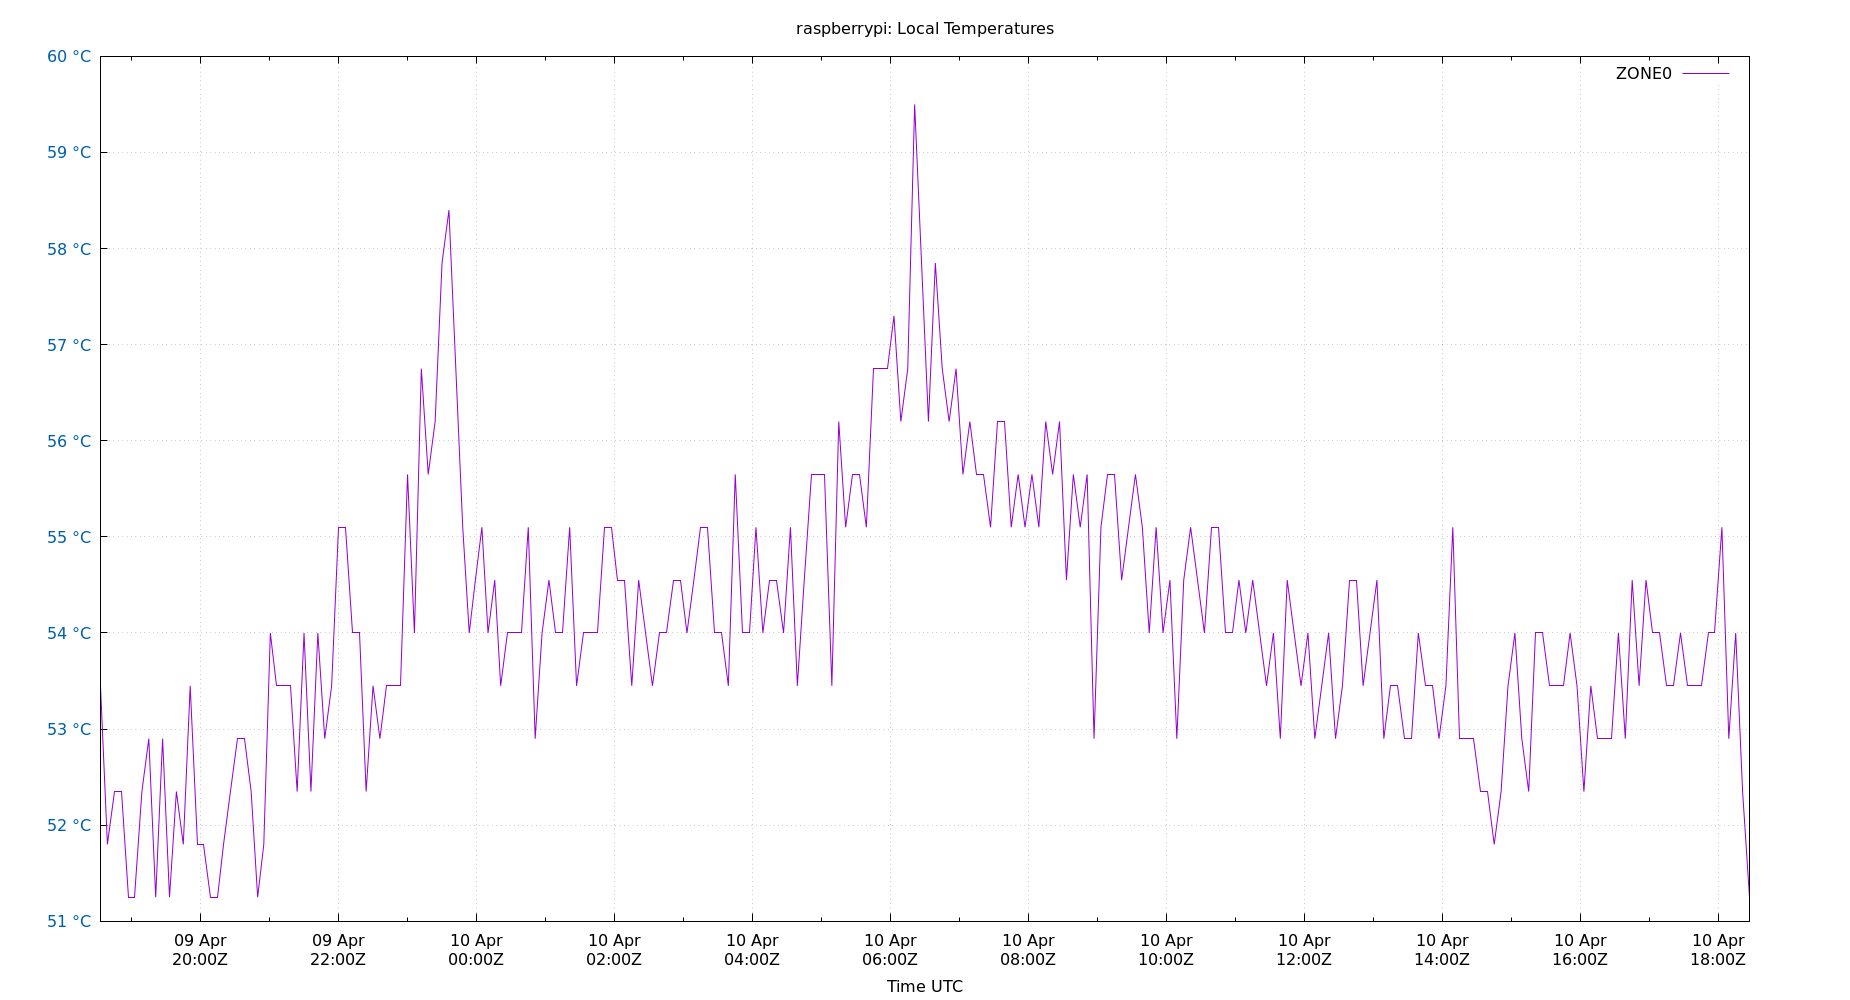 raspberrypi: Local Temperatures
ZONE0
60 °C
59 °C
58 °C
57 °C
56 °C
55 °C
54 °C
53 °C
52 °C
51 °C
09 Apr
20:00Z
09 Apr
22:00Z
10 Apr
00:00Z
10 Apr
02:00Z
10 Apr
04:00Z
10 Apr
06:00Z
10 Apr
08:00Z
10 Apr
10:00Z
10 Apr
12:00Z
10 Apr
14:00Z
10 Apr
16:00Z
10 Apr
18:00Z
Time UTC